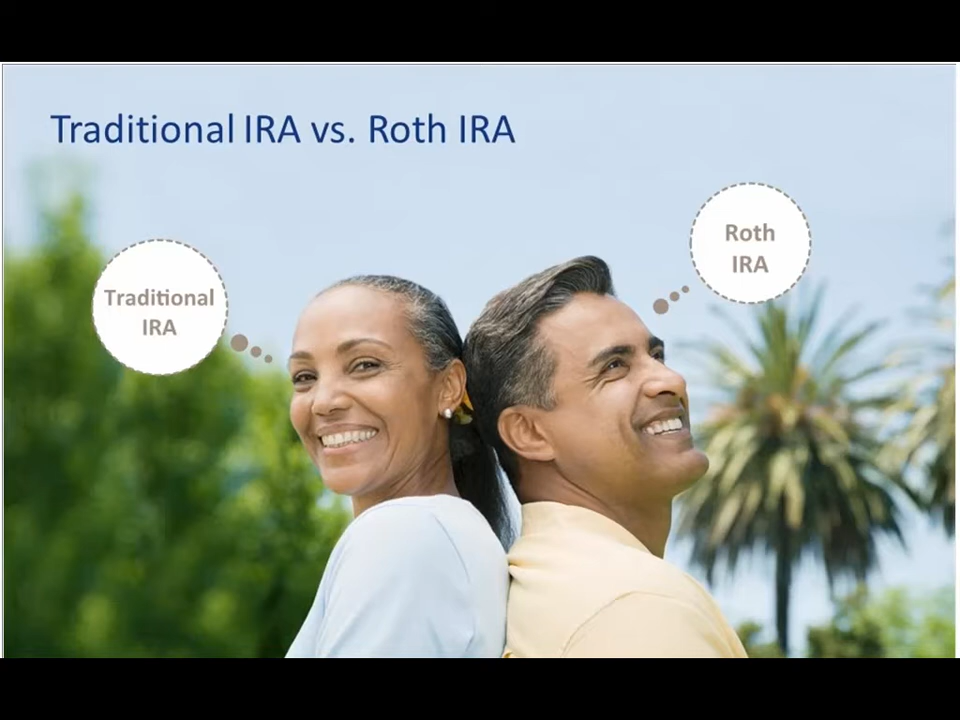 Traditional IRA vs. Roth IRA
Roth
IRA
Traditional
IRA